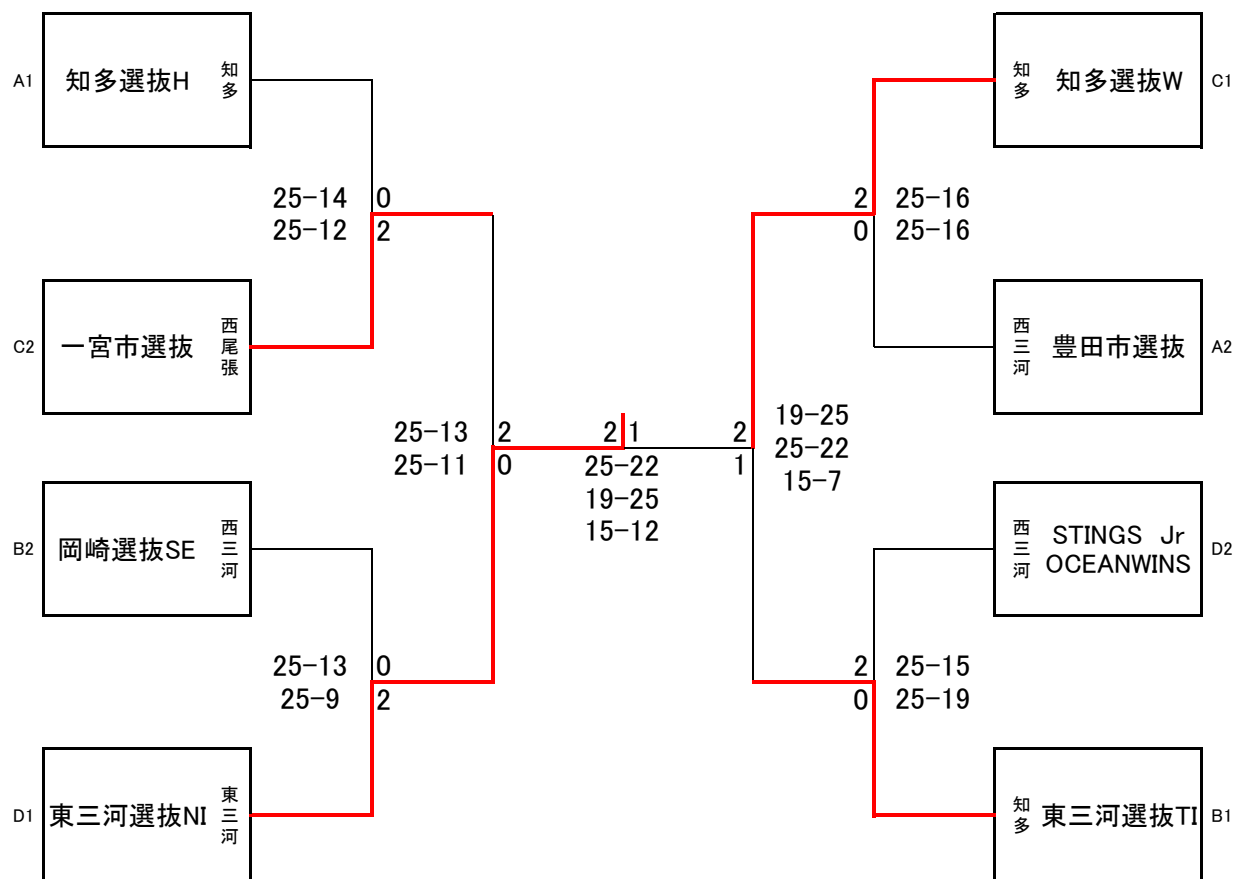 A1
知多選抜H
知多
知多
知多選抜W
C1
25-14
25-12
0
2
2
0
25-16
25-16
C2
一宮市選抜
西尾張
西三河
豊田市選抜
A2
25-13
25-11
2
0
2
1
25-22
19-25
15-12
2
1
19-25
25-22
15-7
B2
岡崎選抜SE
西三河
西三河
STINGS Jr
OCEANWINS
D2
25-13
25-9
0
2
2
0
25-15
25-19
D1
東三河選抜NI
東三河
知多
東三河選抜TI
B1